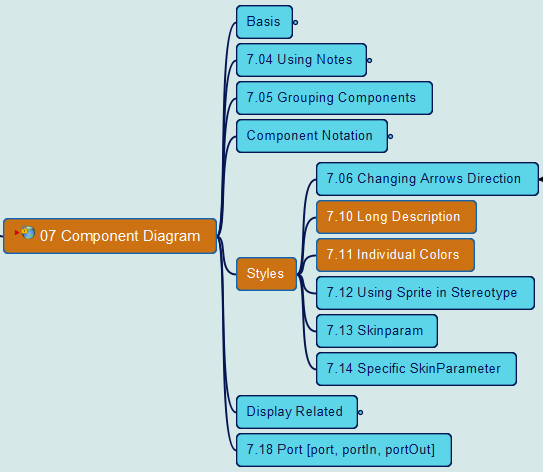 Basis
7.04 Using Notes
7.05 Grouping Components
Component Notation
7.06 Changing Arrows Direction
07 Component Diagram
7.10 Long Description
7.11 Individual Colors
Styles
7.12 Using Sprite in Stereotype
7.13 Skinparam
7.14 Specific SkinParameter
Display Related
7.18 Port [port, portIn, portOut]